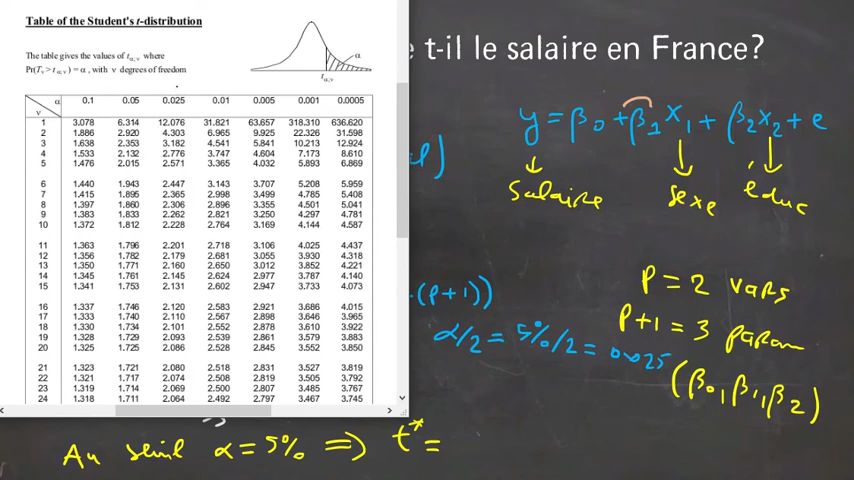 Table of the Student's t-distribution
The table gives the values of tα;ν where
Pr(Tν > tα;ν) = α, with ν degrees of freedom
α
tα;ν
α 0.1 0.05 0.025 0.01 0.005 0.001 0.0005
ν
1 3.078 6.314 12.076 31.821 63.657 318.310 636.620
2 1.886 2.920 4.303 6.965 9.925 22.326 31.598
3 1.638 2.353 3.182 4.541 5.841 10.213 12.924
4 1.533 2.132 2.776 3.747 4.604 7.173 8.610
5 1.476 2.015 2.571 3.365 4.032 5.893 6.869
6 1.440 1.943 2.447 3.143 3.707 5.208 5.959
7 1.415 1.895 2.365 2.998 3.499 4.785 5.408
8 1.397 1.860 2.306 2.896 3.355 4.501 5.041
9 1.383 1.833 2.262 2.821 3.250 4.297 4.781
10 1.372 1.812 2.228 2.764 3.169 4.144 4.587
11 1.363 1.796 2.201 2.718 3.106 4.025 4.437
12 1.356 1.782 2.179 2.681 3.055 3.930 4.318
13 1.350 1.771 2.160 2.650 3.012 3.852 4.221
14 1.345 1.761 2.145 2.624 2.977 3.787 4.140
15 1.341 1.753 2.131 2.602 2.947 3.733 4.073
16 1.337 1.746 2.120 2.583 2.921 3.686 4.015
17 1.333 1.740 2.110 2.567 2.898 3.646 3.965
18 1.330 1.734 2.101 2.552 2.878 3.610 3.922
19 1.328 1.729 2.093 2.539 2.861 3.579 3.883
20 1.325 1.725 2.086 2.528 2.845 3.552 3.850
21 1.323 1.721 2.080 2.518 2.831 3.527 3.819
22 1.321 1.717 2.074 2.508 2.819 3.505 3.792
23 1.319 1.714 2.069 2.500 2.807 3.485 3.767
24 1.318 1.711 2.064 2.492 2.797 3.467 3.745
e t-il le salaire en France?
y = β0 + β1 x1 + β2 x2 + e
salaire sexe educ
(p+1))
α/2 = 5%/2 = 0.025
p = 2 vars
p+1 = 3 param
(β0, β1, β2)
Au seuil α = 5% ⇒ t* =